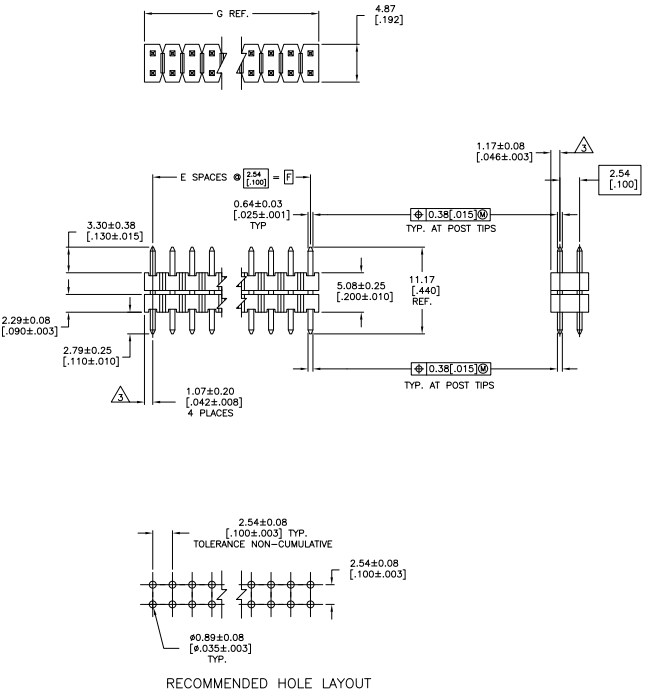 G REF.
4.87
[.192]
1.17±0.08
[.046±.003]
3
2.54
[.100]
E SPACES @ 2.54 [.100] = F
0.64±0.03
[.025±.001]
TYP
⌖ 0.38[.015]Ⓜ
TYP. AT POST TIPS
3.30±0.38
[.130±.015]
5.08±0.25
[.200±.010]
11.17
[.440]
REF.
2.29±0.08
[.090±.003]
2.79±0.25
[.110±.010]
⌖ 0.38[.015]Ⓜ
TYP. AT POST TIPS
3
1.07±0.20
[.042±.008]
4 PLACES
2.54±0.08
[.100±.003] TYP.
TOLERANCE NON-CUMULATIVE
2.54±0.08
[.100±.003]
ø0.89±0.08
[ø.035±.003]
TYP.
RECOMMENDED HOLE LAYOUT